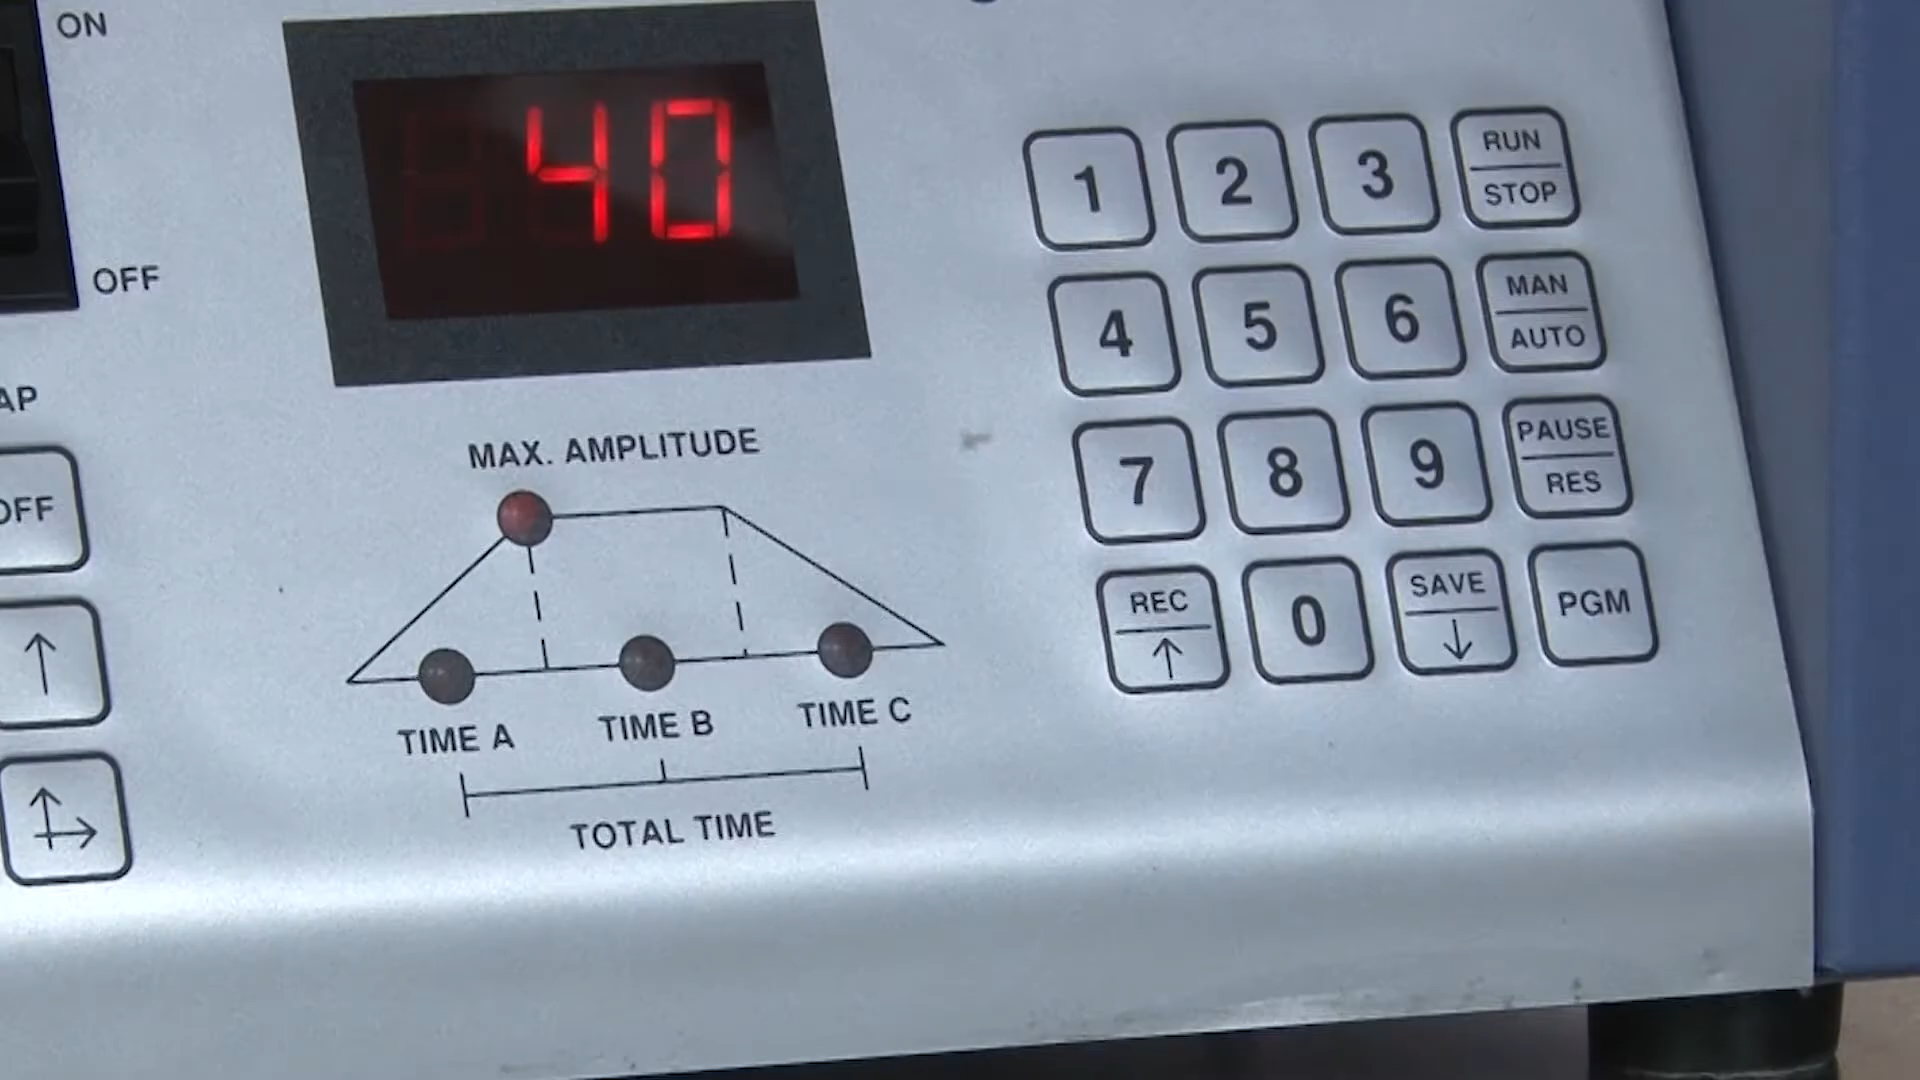 ON
OFF
AP
OFF
↑
40
MAX. AMPLITUDE
TIME A
TIME B
TIME C
TOTAL TIME
1
2
3
RUN
STOP
4
5
6
MAN
AUTO
7
8
9
PAUSE
RES
REC
↑
0
SAVE
↓
PGM